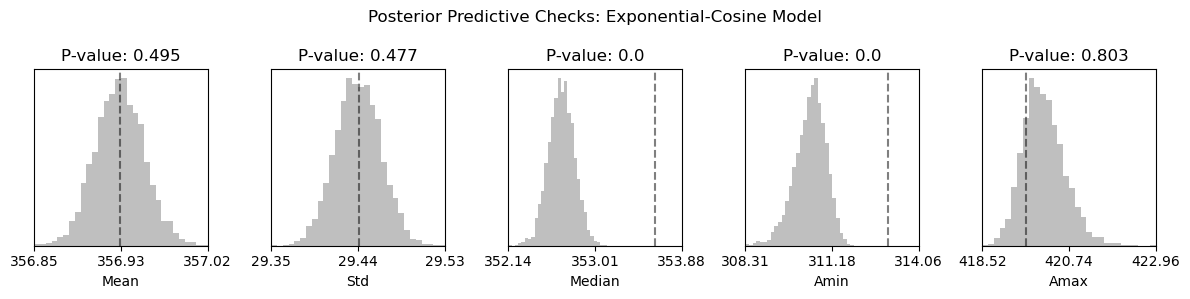 Posterior Predictive Checks: Exponential-Cosine Model
P-value: 0.495
356.85 356.93 357.02
Mean
P-value: 0.477
29.35 29.44 29.53
Std
P-value: 0.0
352.14 353.01 353.88
Median
P-value: 0.0
308.31 311.18 314.06
Amin
P-value: 0.803
418.52 420.74 422.96
Amax